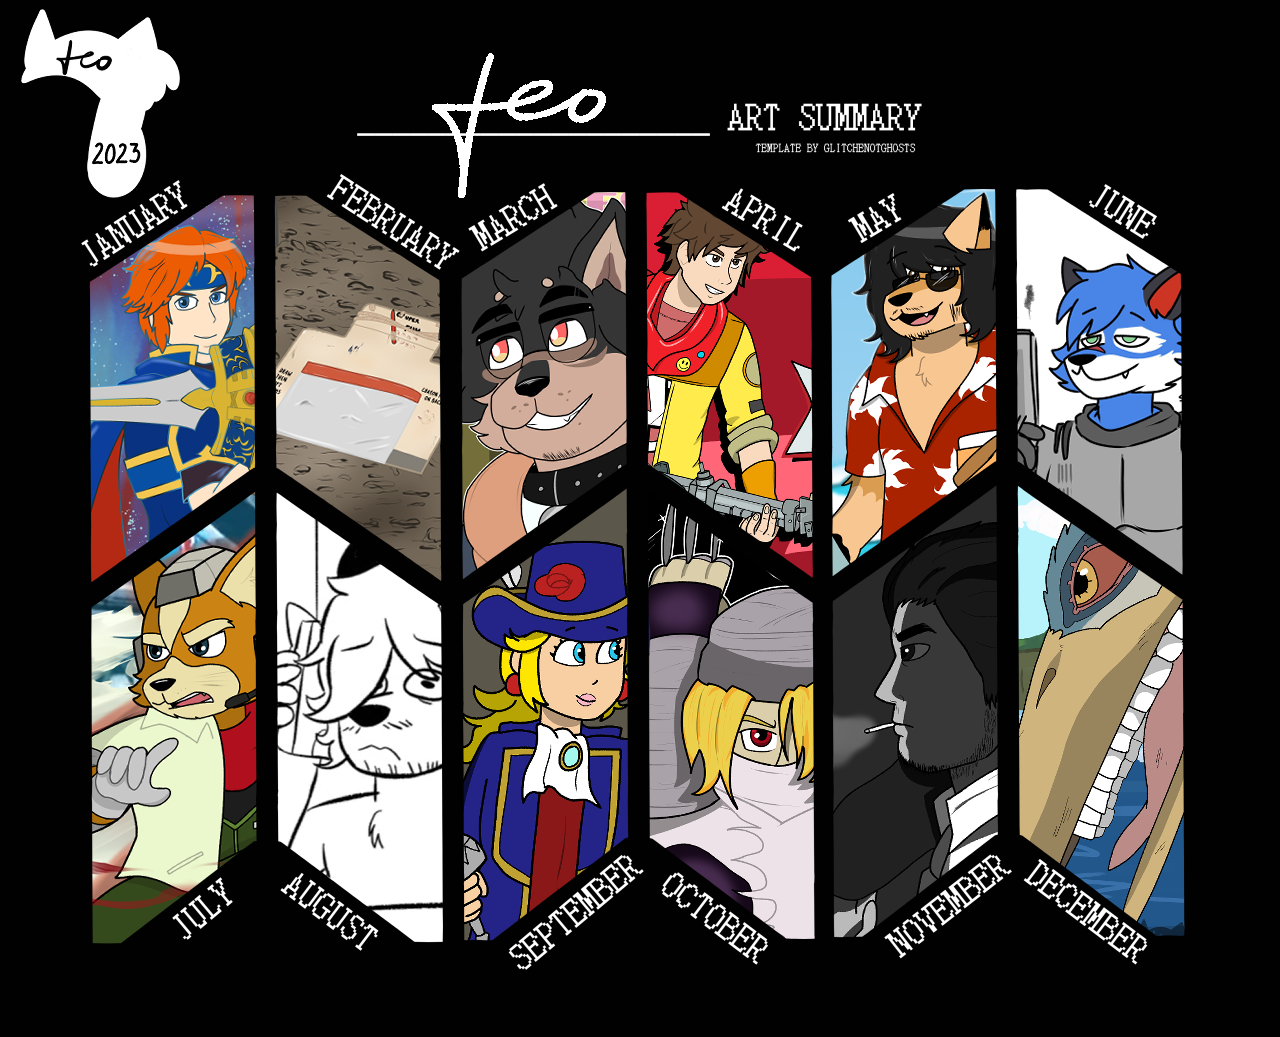 teo
2023
teo
ART SUMMARY
TEMPLATE BY GLITCHENOTGHOSTS
JANUARY
FEBRUARY
MARCH
APRIL
MAY
JUNE
JULY
AUGUST
SEPTEMBER
OCTOBER
NOVEMBER
DECEMBER